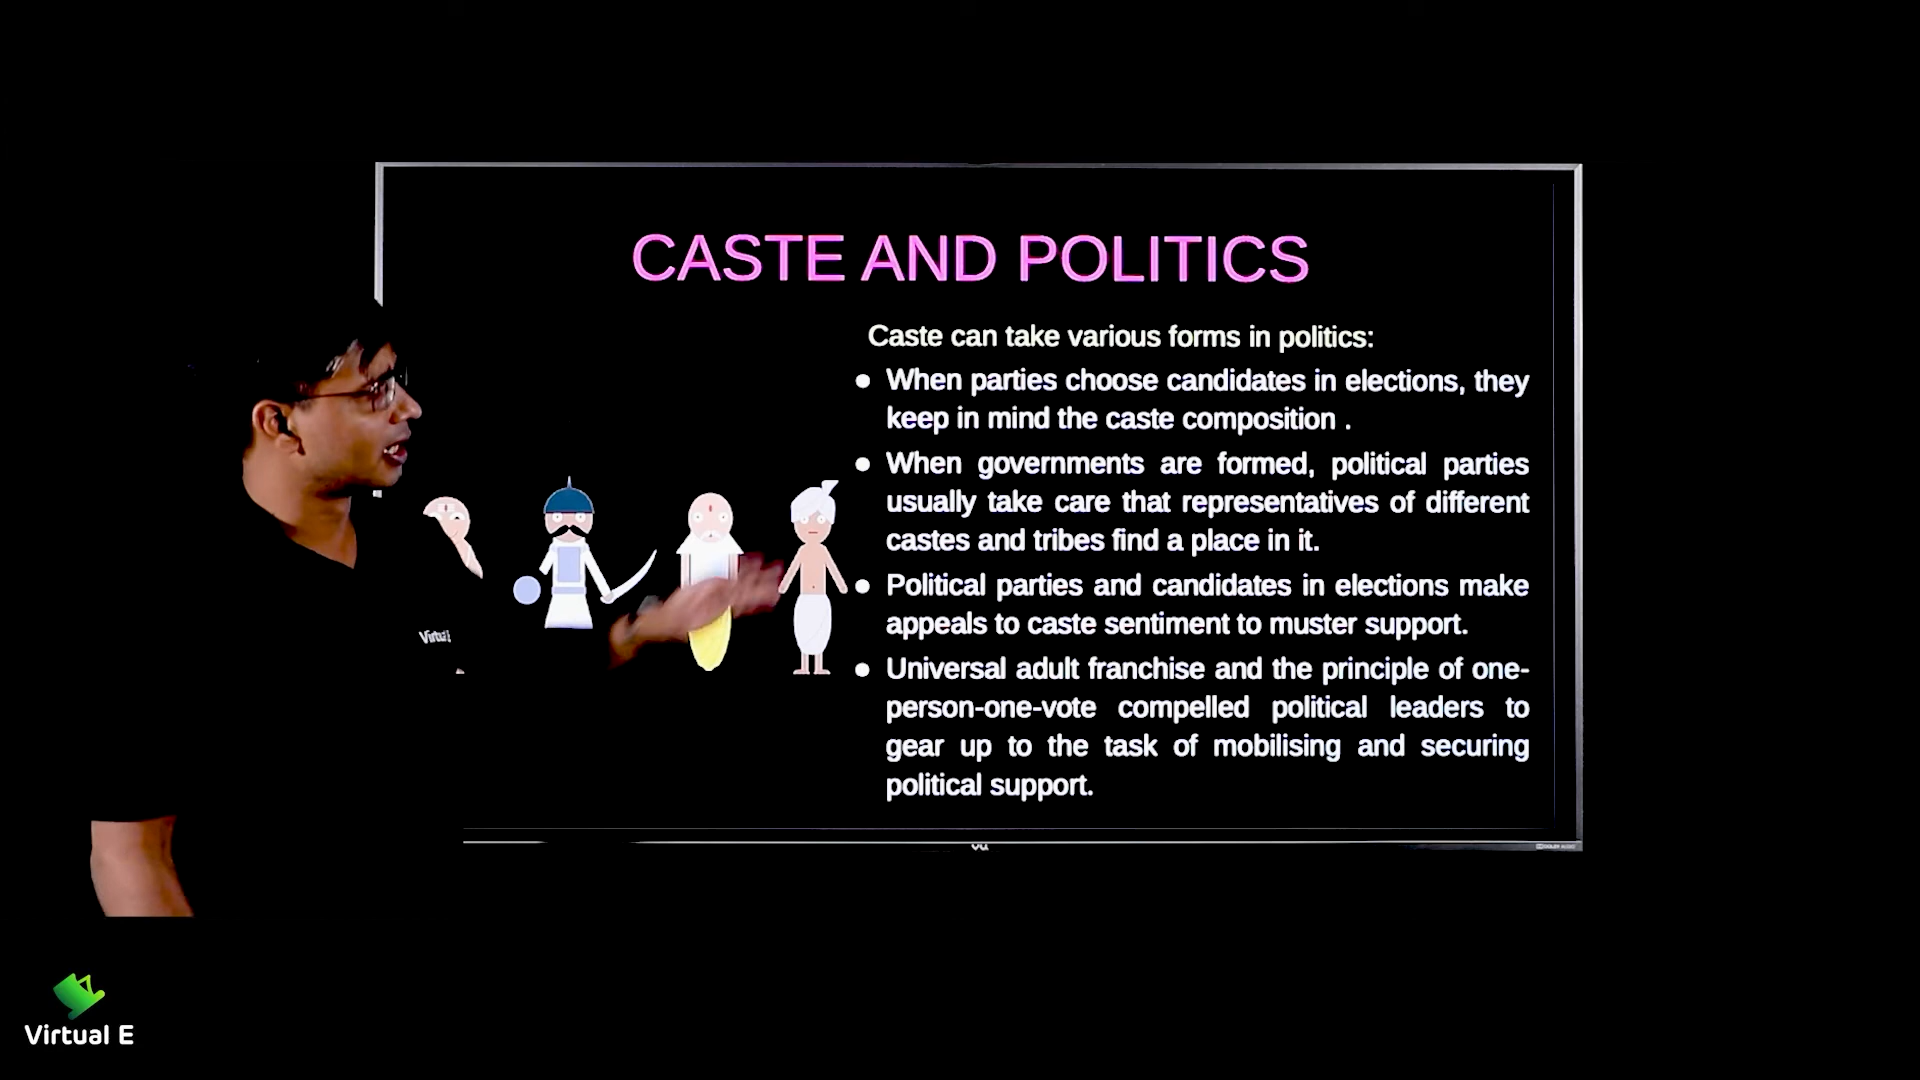 CASTE AND POLITICS
Caste can take various forms in politics:
● When parties choose candidates in elections, they
keep in mind the caste composition .
● When governments are formed, political parties
usually take care that representatives of different
castes and tribes find a place in it.
● Political parties and candidates in elections make
appeals to caste sentiment to muster support.
● Universal adult franchise and the principle of one-
person-one-vote compelled political leaders to
gear up to the task of mobilising and securing
political support.
Virtual
vu
DOLBY AUDIO
Virtual E